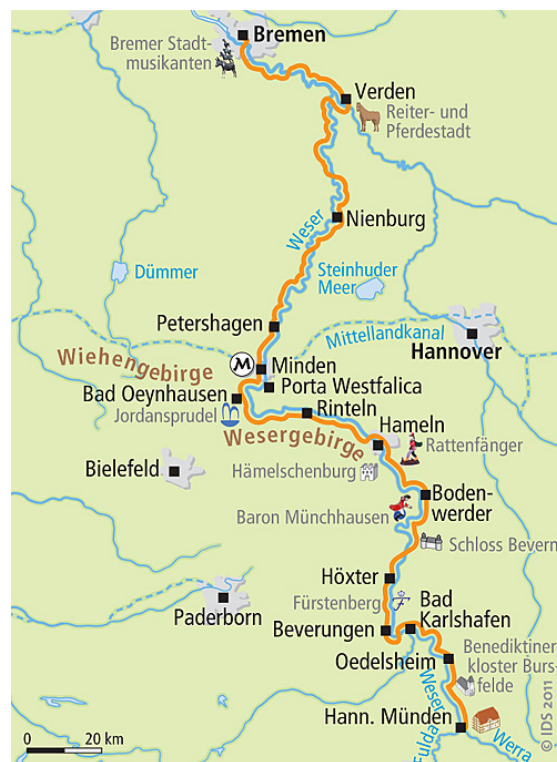 Bremen
Bremer Stadt-
musikanten
Verden
Reiter- und
Pferdestadt
Nienburg
Weser
Dümmer
Steinhuder
Meer
Petershagen
Mittellandkanal
Hannover
Wiehengebirge
M
Minden
Porta Westfalica
Bad Oeynhausen
Jordansprudel
Rinteln
Wesergebirge
Hameln
Rattenfänger
Bielefeld
Hämelschenburg
Boden-
werder
Baron Münchhausen
Schloss Bevern
Höxter
Fürstenberg
Paderborn
Bad
Karlshafen
Beverungen
Benediktiner-
kloster Burs-
felde
Oedelsheim
Weser
Hann. Münden
Fulda
Werra
0 20 km
© IDS 2011